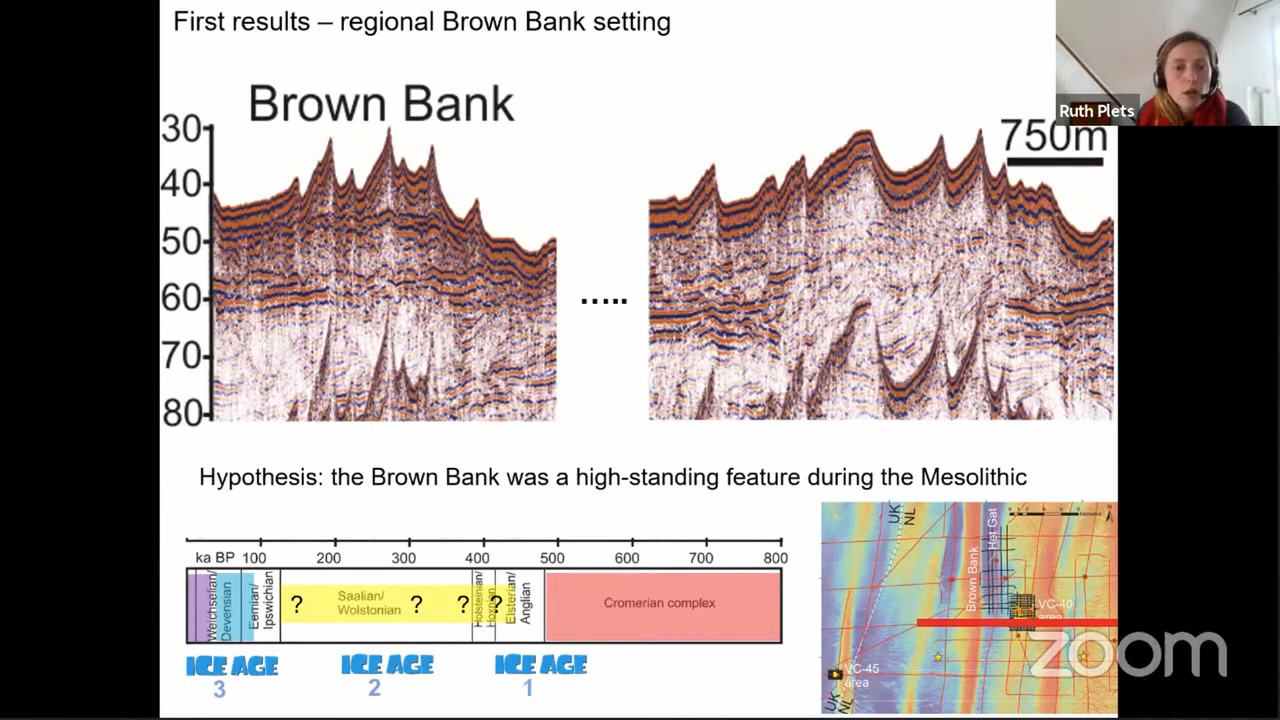 First results – regional Brown Bank setting
Ruth Plets
Brown Bank
750m
30
40
50
60
70
80
.....
Hypothesis: the Brown Bank was a high-standing feature during the Mesolithic
ka BP 100 200 300 400 500 600 700 800
Weichselian/
Devensian
Eemian/
Ipswichian
?
Saalian/
Wolstonian
?
?
Holsteinian/
Hoxnian
?
Elsterian/
Anglian
Cromerian complex
ICE AGE
3
ICE AGE
2
ICE AGE
1
UK
NL
Het Gat
N
Brown Bank
VC-40
area
VC-45
area
UK
NL
zoom